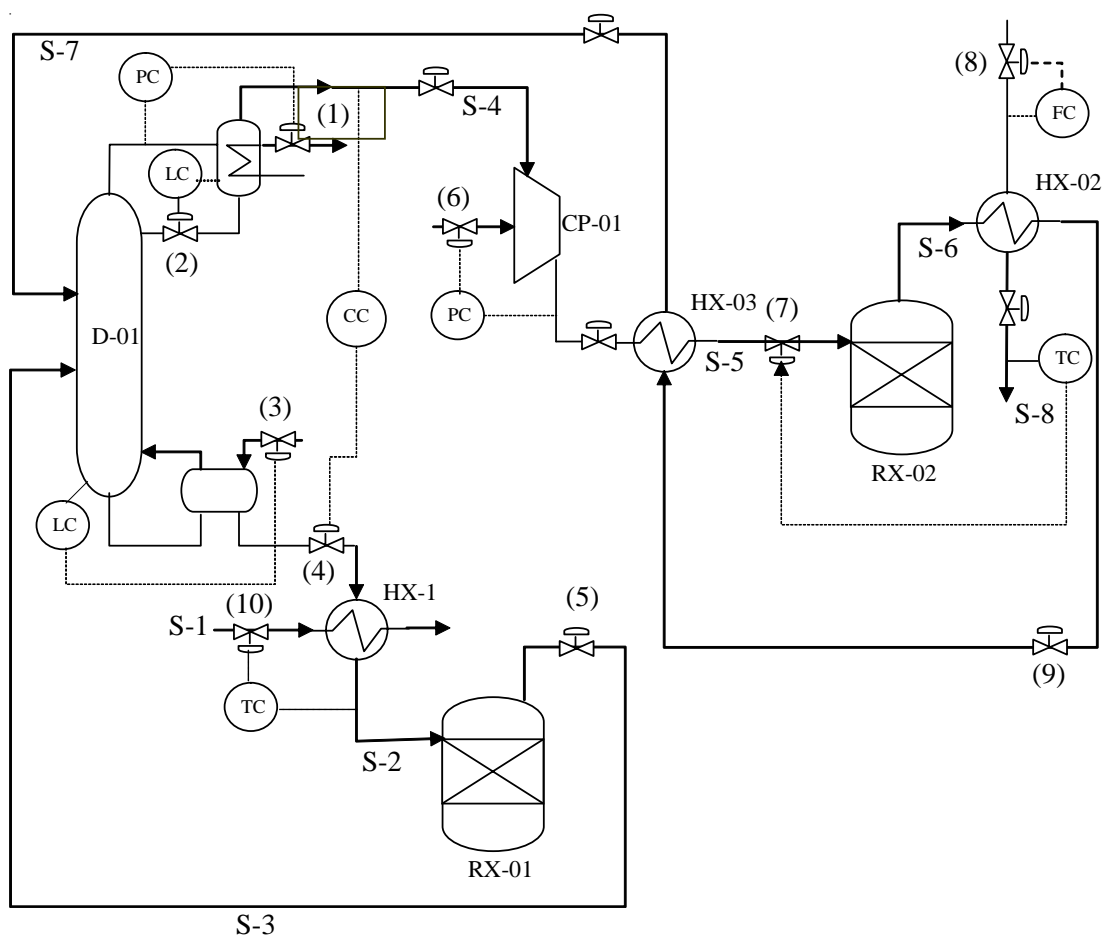 S-7
PC
(1)
S-4
(8)
FC
LC
HX-02
(6)
CP-01
(2)
S-6
D-01
CC
PC
HX-03
(7)
S-5
TC
S-8
(3)
RX-02
LC
(4)
HX-1
(10)
(5)
S-1
(9)
TC
S-2
RX-01
S-3